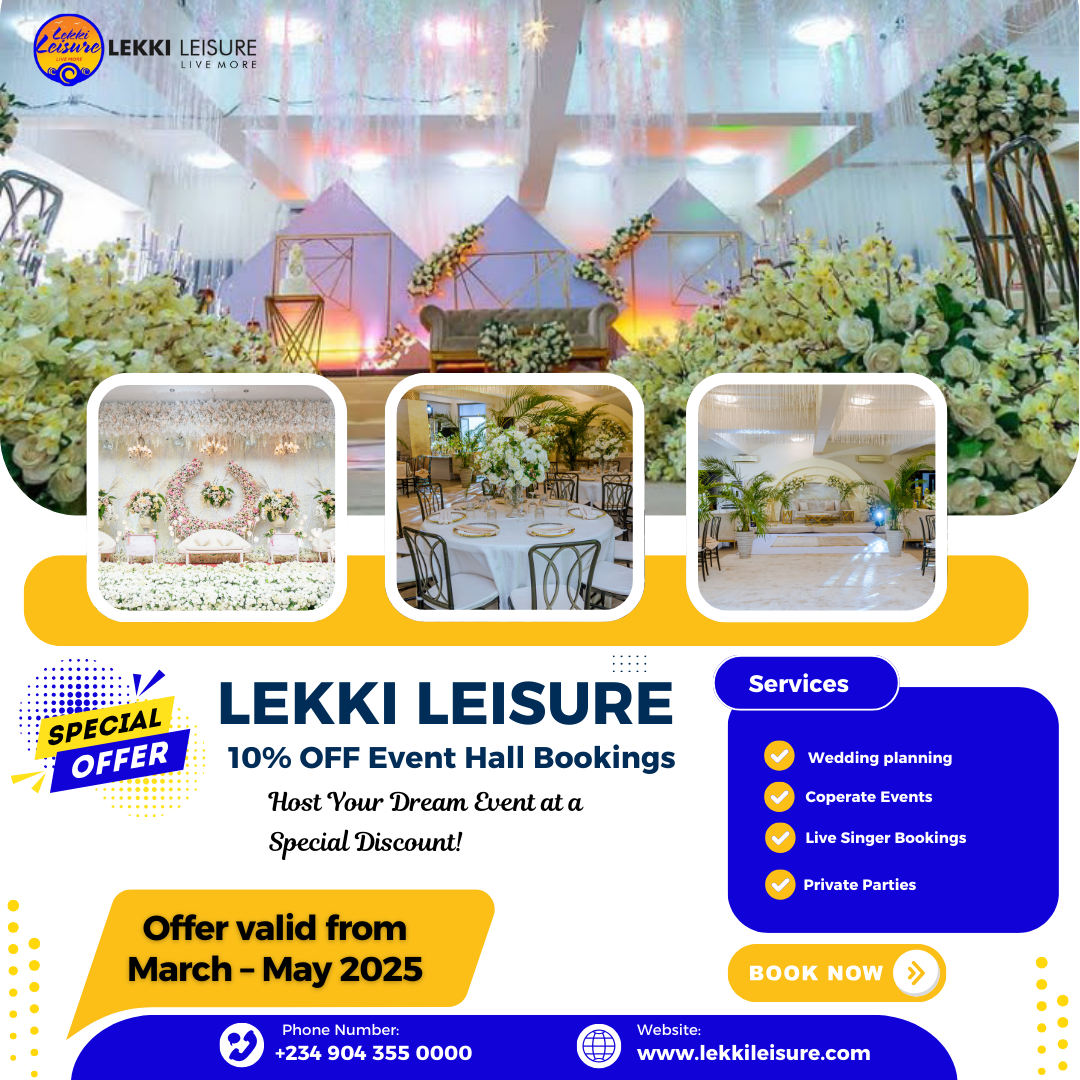 Lekki
Leisure
LIVE MORE
LEKKI LEISURE
LIVE MORE
SPECIAL
OFFER
LEKKI LEISURE
10% OFF Event Hall Bookings
Host Your Dream Event at a
Special Discount!
Services
Wedding planning
Coperate Events
Live Singer Bookings
Private Parties
Offer valid from
March – May 2025
BOOK NOW
Phone Number:
+234 904 355 0000
Website:
www.lekkileisure.com